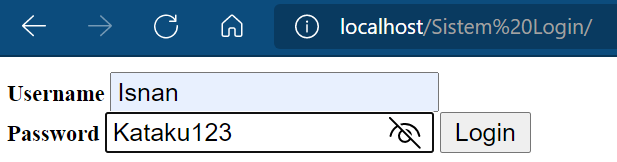 localhost/Sistem%20Login/
Username Isnan
Password Kataku123 Login